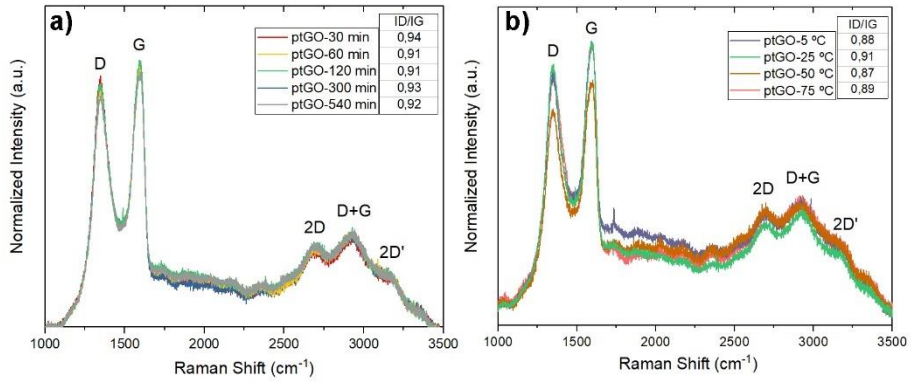 a)
ID/IG
ptGO-30 min 0,94
ptGO-60 min 0,91
ptGO-120 min 0,91
ptGO-300 min 0,93
ptGO-540 min 0,92
D
G
2D
D+G
2D'
Normalized Intensity (a.u.)
1000 1500 2000 2500 3000 3500
Raman Shift (cm⁻¹)
b)
ID/IG
ptGO-5 ºC 0,88
ptGO-25 ºC 0,91
ptGO-50 ºC 0,87
ptGO-75 ºC 0,89
D
G
2D
D+G
2D'
Normalized Intensity (a.u.)
1000 1500 2000 2500 3000 3500
Raman Shift (cm⁻¹)